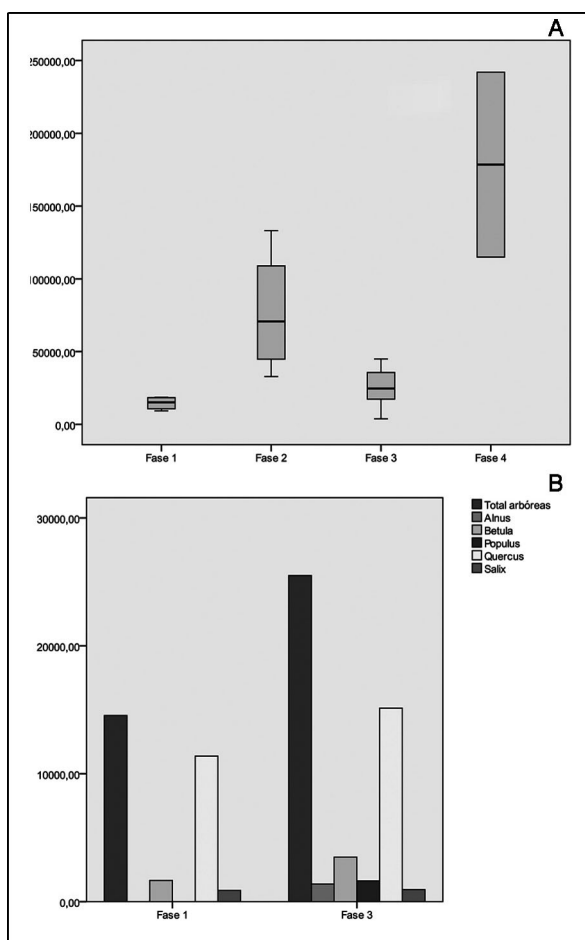 A
250000,00
200000,00
150000,00
100000,00
50000,00
0,00
Fase 1 Fase 2 Fase 3 Fase 4
B
Total arbóreas
Alnus
Betula
Populus
Quercus
Salix
30000,00
20000,00
10000,00
0,00
Fase 1 Fase 3